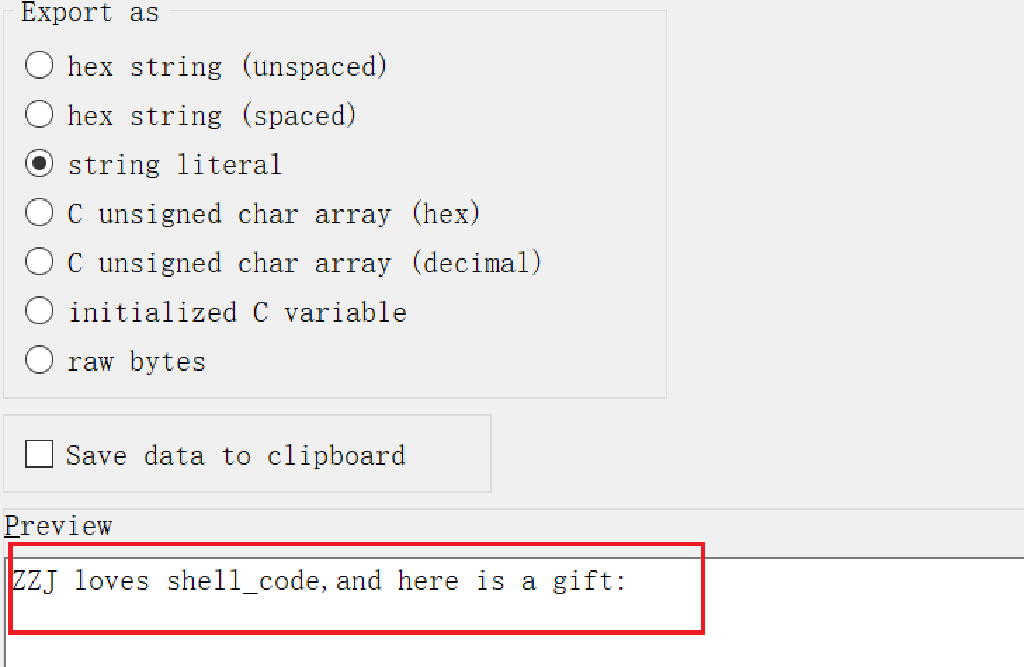 Export as
hex string (unspaced)
hex string (spaced)
string literal
C unsigned char array (hex)
C unsigned char array (decimal)
initialized C variable
raw bytes
Save data to clipboard
Preview
ZZJ loves shell_code,and here is a gift: